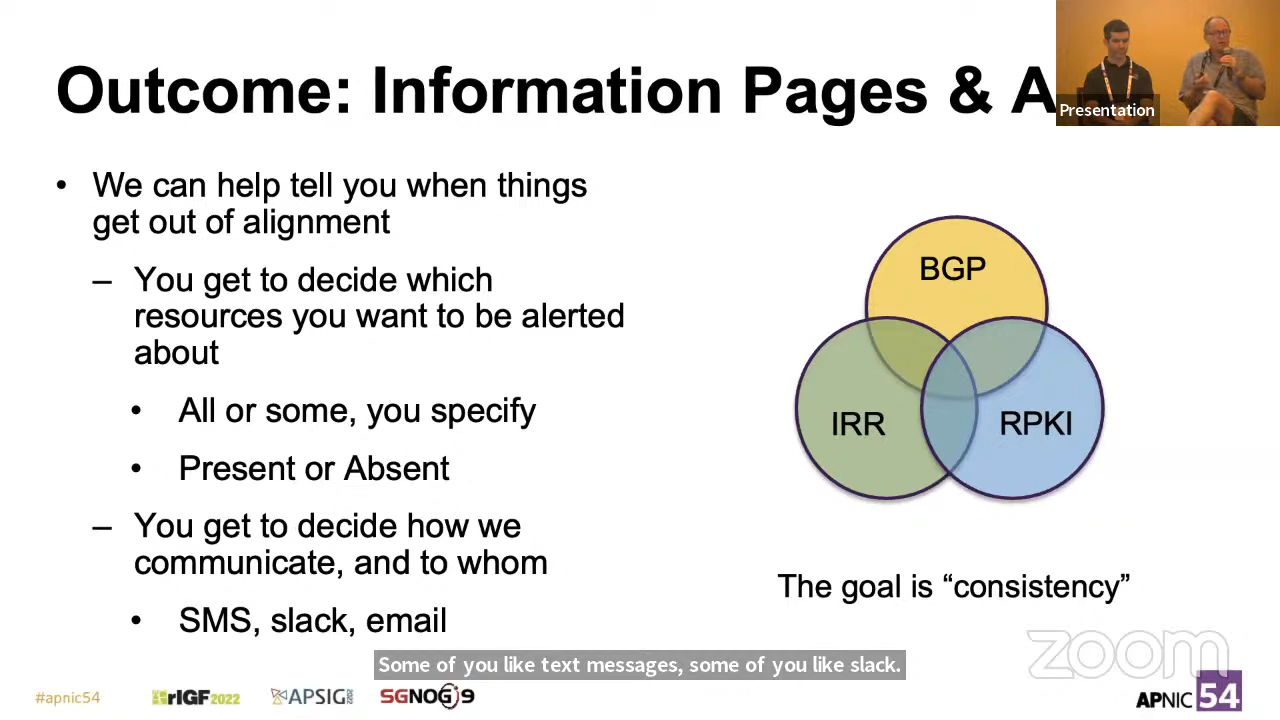 Outcome: Information Pages & A
Presentation
• We can help tell you when things
get out of alignment
– You get to decide which
resources you want to be alerted
about
• All or some, you specify
• Present or Absent
– You get to decide how we
communicate, and to whom
• SMS, slack, email
BGP
IRR
RPKI
The goal is “consistency”
zoom
Some of you like text messages, some of you like slack.
#apnic54
rIGF2022
APSIG
SGNOG 9
APNIC 54